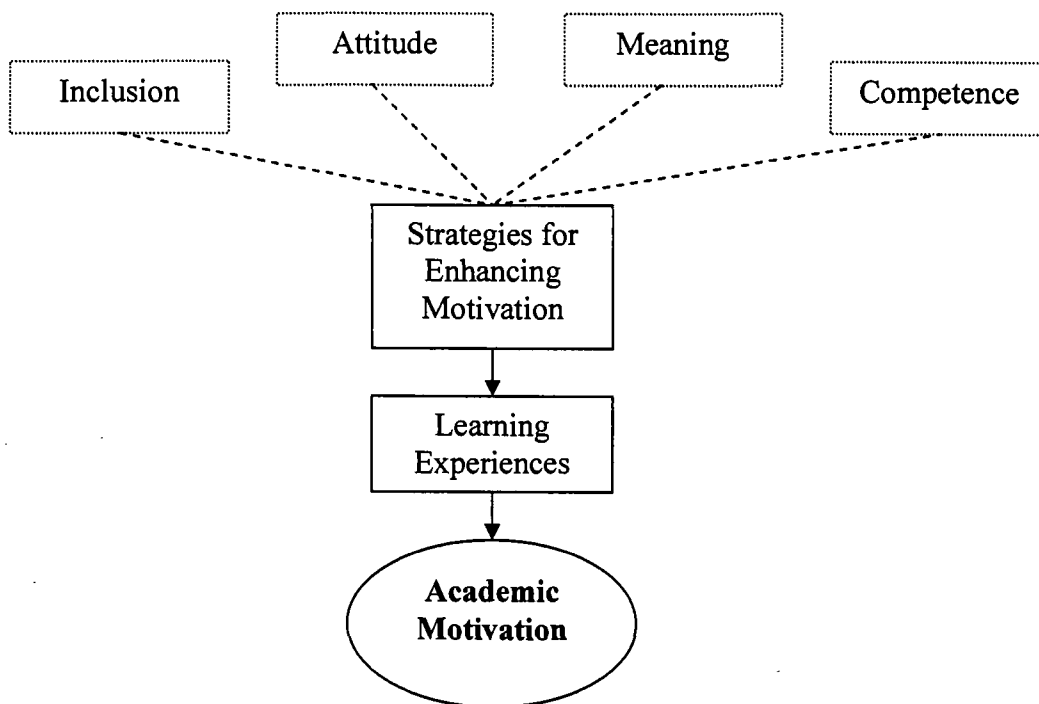 Attitude
Meaning
Inclusion
Competence
Strategies for
Enhancing
Motivation
Learning
Experiences
Academic
Motivation